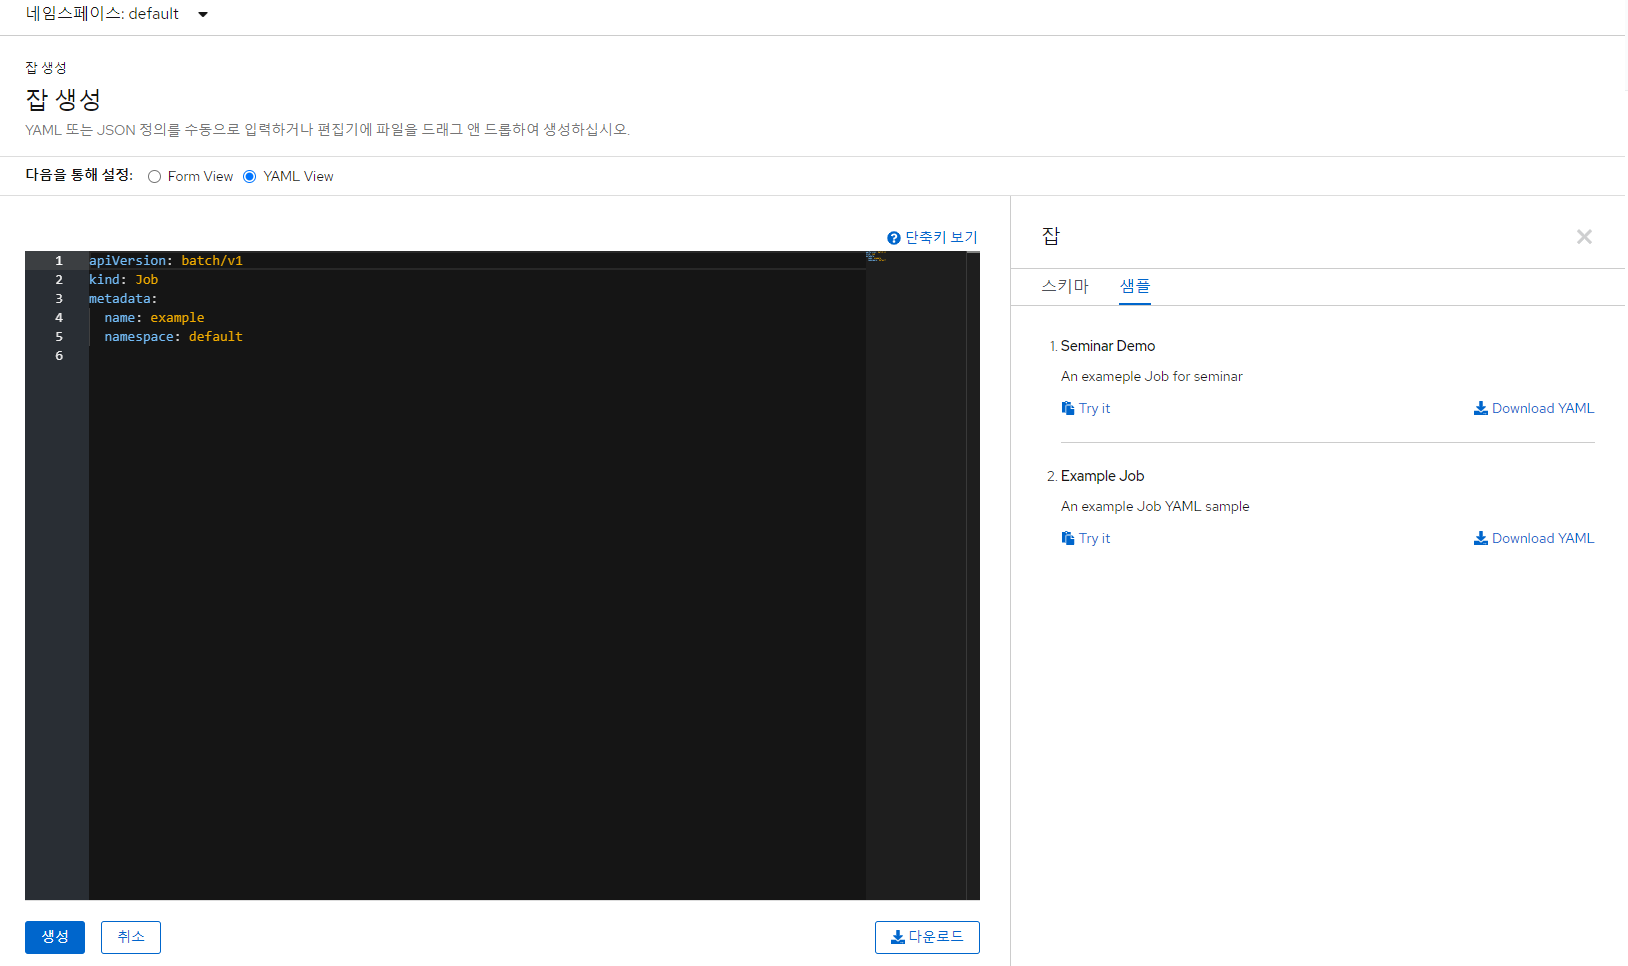 네임스페이스: default
잡 생성
잡 생성
YAML 또는 JSON 정의를 수동으로 입력하거나 편집기에 파일을 드래그 앤 드롭하여 생성하십시오.
다음을 통해 설정: Form View YAML View
단축키 보기
1 apiVersion: batch/v1
2 kind: Job
3 metadata:
4 name: example
5 namespace: default
6
생성 취소 다운로드
잡
스키마 샘플
1. Seminar Demo
An exameple Job for seminar
Try it Download YAML
2. Example Job
An example Job YAML sample
Try it Download YAML